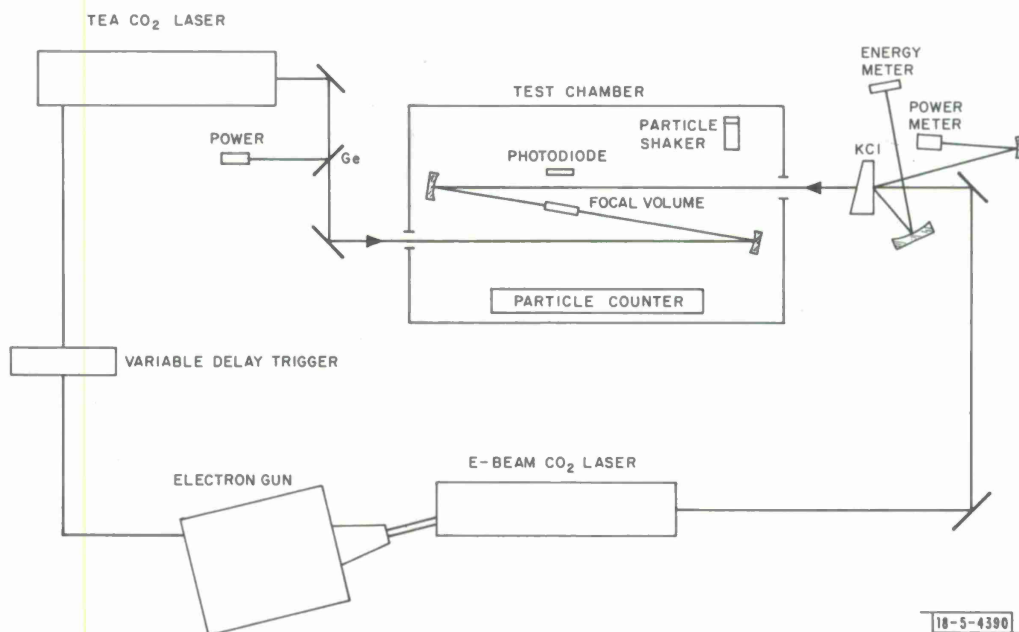 TEA CO₂ LASER
ENERGY
METER
TEST CHAMBER
POWER
METER
POWER
PARTICLE
SHAKER
KCl
Ge
PHOTODIODE
FOCAL VOLUME
PARTICLE COUNTER
VARIABLE DELAY TRIGGER
E-BEAM CO₂ LASER
ELECTRON GUN
18-5-4390